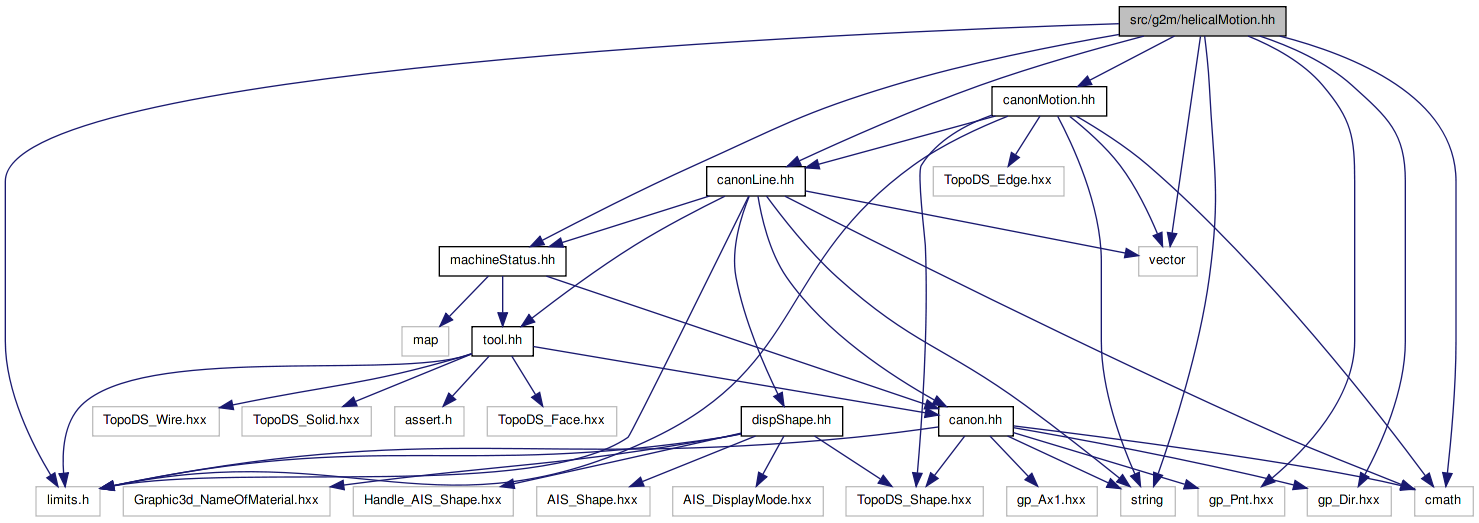 src/g2m/helicalMotion.hh
canonMotion.hh
canonLine.hh
TopoDS_Edge.hxx
machineStatus.hh
vector
map
tool.hh
TopoDS_Wire.hxx
TopoDS_Solid.hxx
assert.h
TopoDS_Face.hxx
dispShape.hh
canon.hh
limits.h
Graphic3d_NameOfMaterial.hxx
Handle_AIS_Shape.hxx
AIS_Shape.hxx
AIS_DisplayMode.hxx
TopoDS_Shape.hxx
gp_Ax1.hxx
string
gp_Pnt.hxx
gp_Dir.hxx
cmath